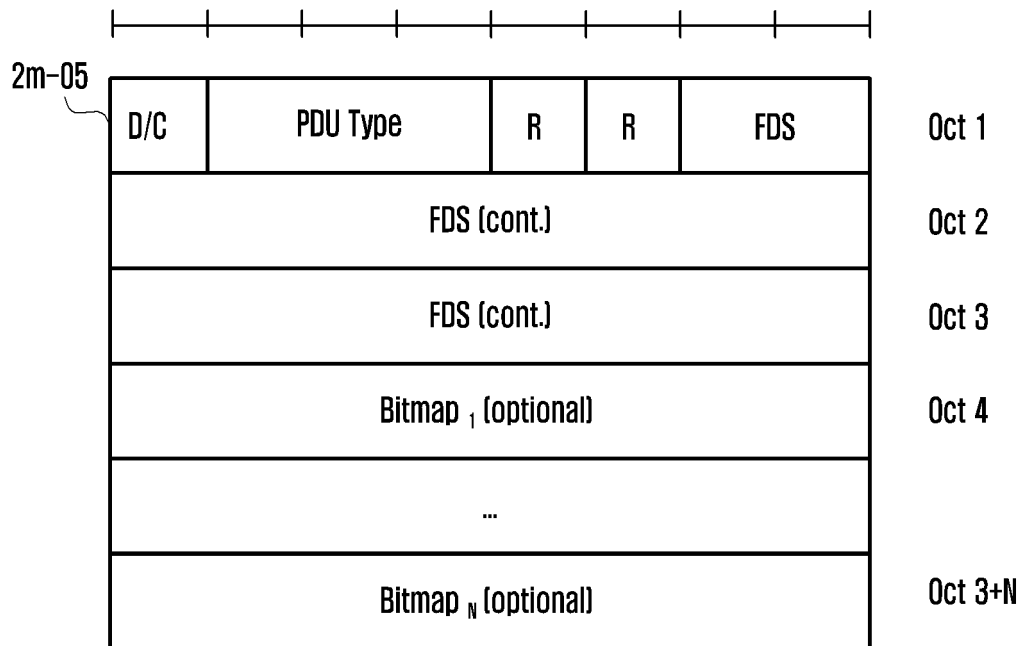 2m-05
D/C PDU Type R R FDS Oct 1
FDS (cont.) Oct 2
FDS (cont.) Oct 3
Bitmap 1 (optional) Oct 4
...
Bitmap N (optional) Oct 3+N